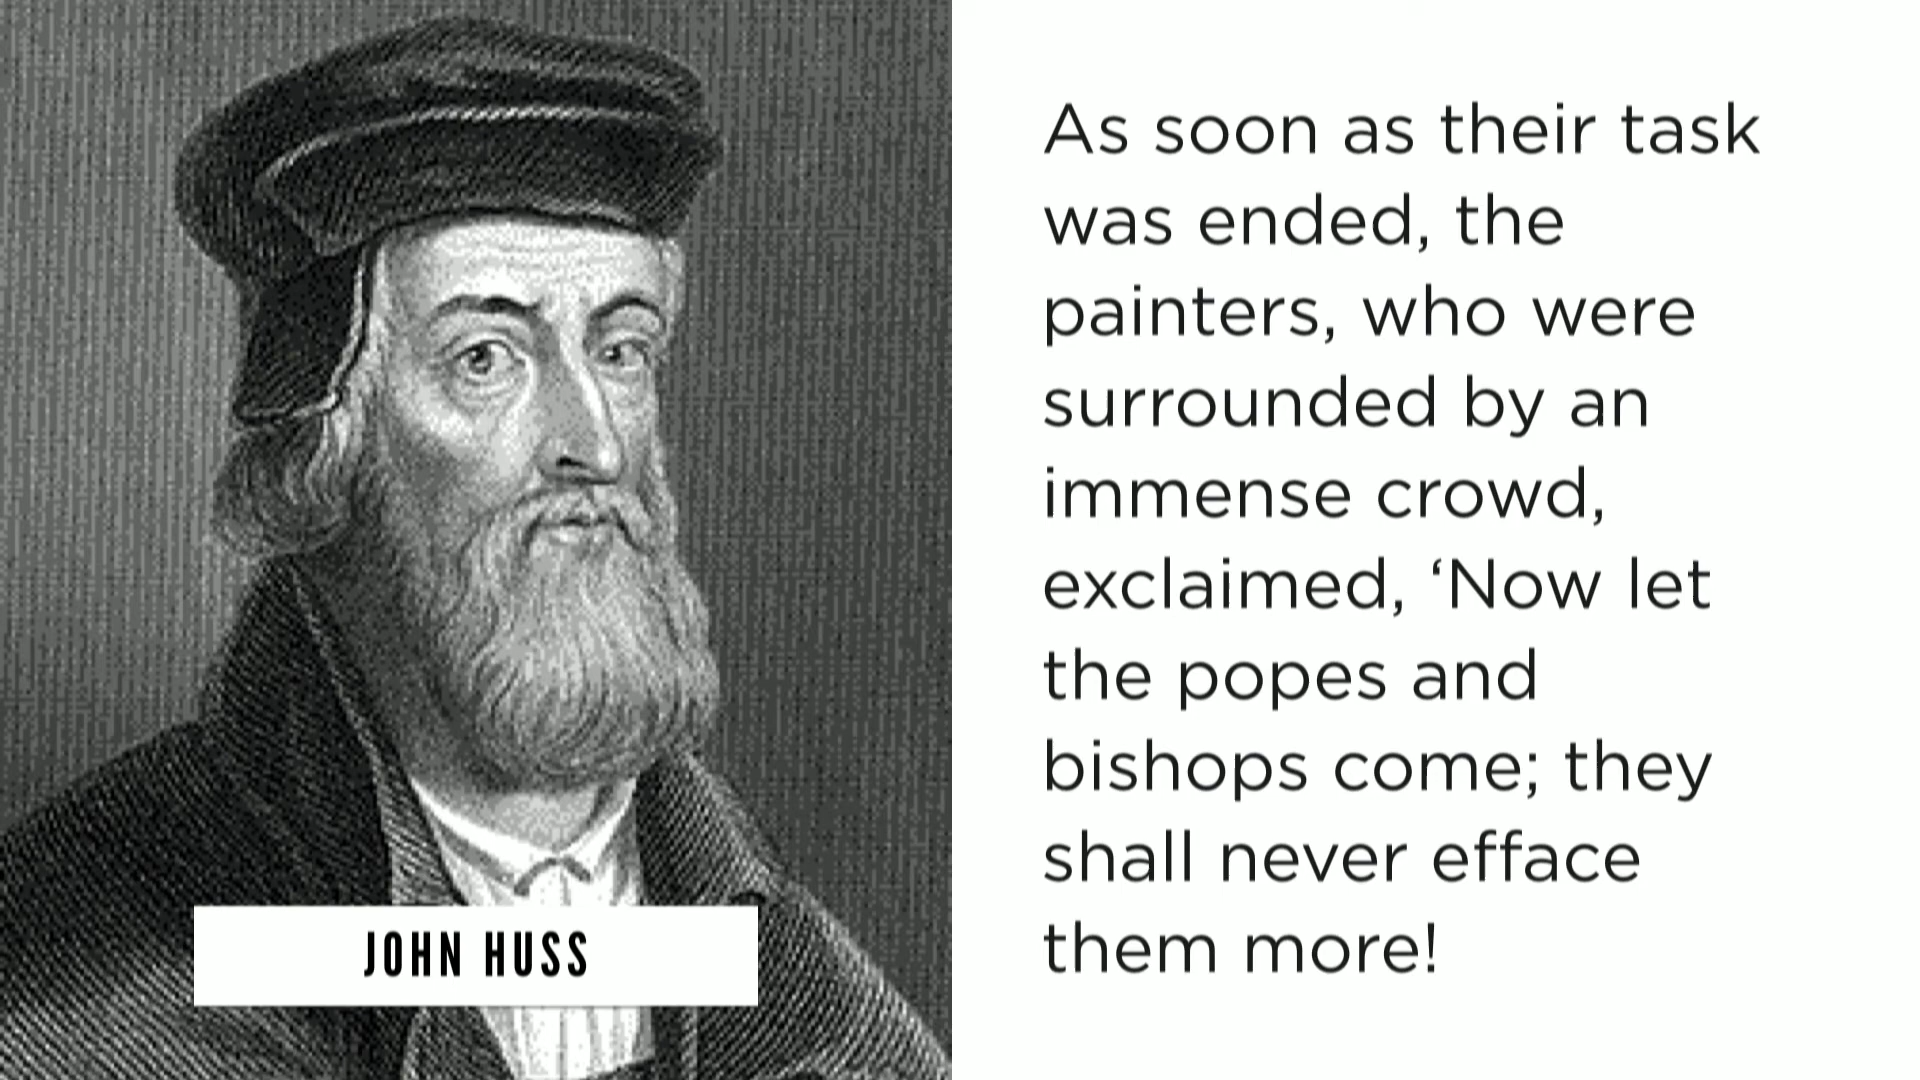 JOHN HUSS
As soon as their task
was ended, the
painters, who were
surrounded by an
immense crowd,
exclaimed, ‘Now let
the popes and
bishops come; they
shall never efface
them more!